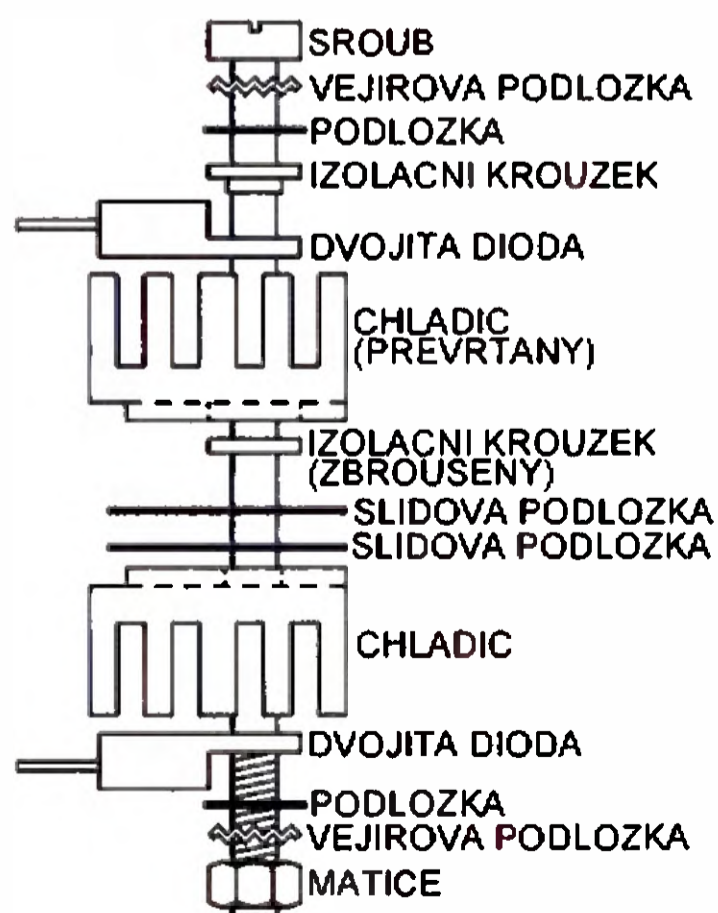 SROUB
VEJIROVA PODLOZKA
PODLOZKA
IZOLACNI KROUZEK
DVOJITA DIODA
CHLADIC
(PREVRTANY)
IZOLACNI KROUZEK
(ZBROUSENY)
SLIDOVA PODLOZKA
SLIDOVA PODLOZKA
CHLADIC
DVOJITA DIODA
PODLOZKA
VEJIROVA PODLOZKA
MATICE